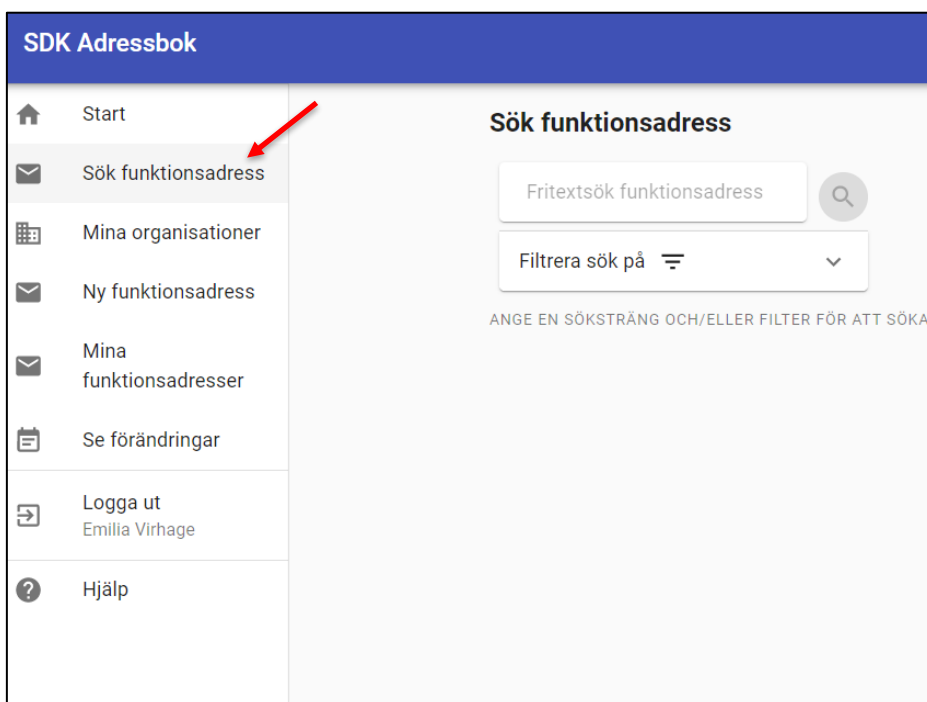 SDK Adressbok
Start
Sök funktionsadress
Mina organisationer
Ny funktionsadress
Mina
funktionsadresser
Se förändringar
Logga ut
Emilia Virhage
Hjälp
Sök funktionsadress
Fritextsök funktionsadress
Filtrera sök på
ANGE EN SÖKSTRÄNG OCH/ELLER FILTER FÖR ATT SÖKA